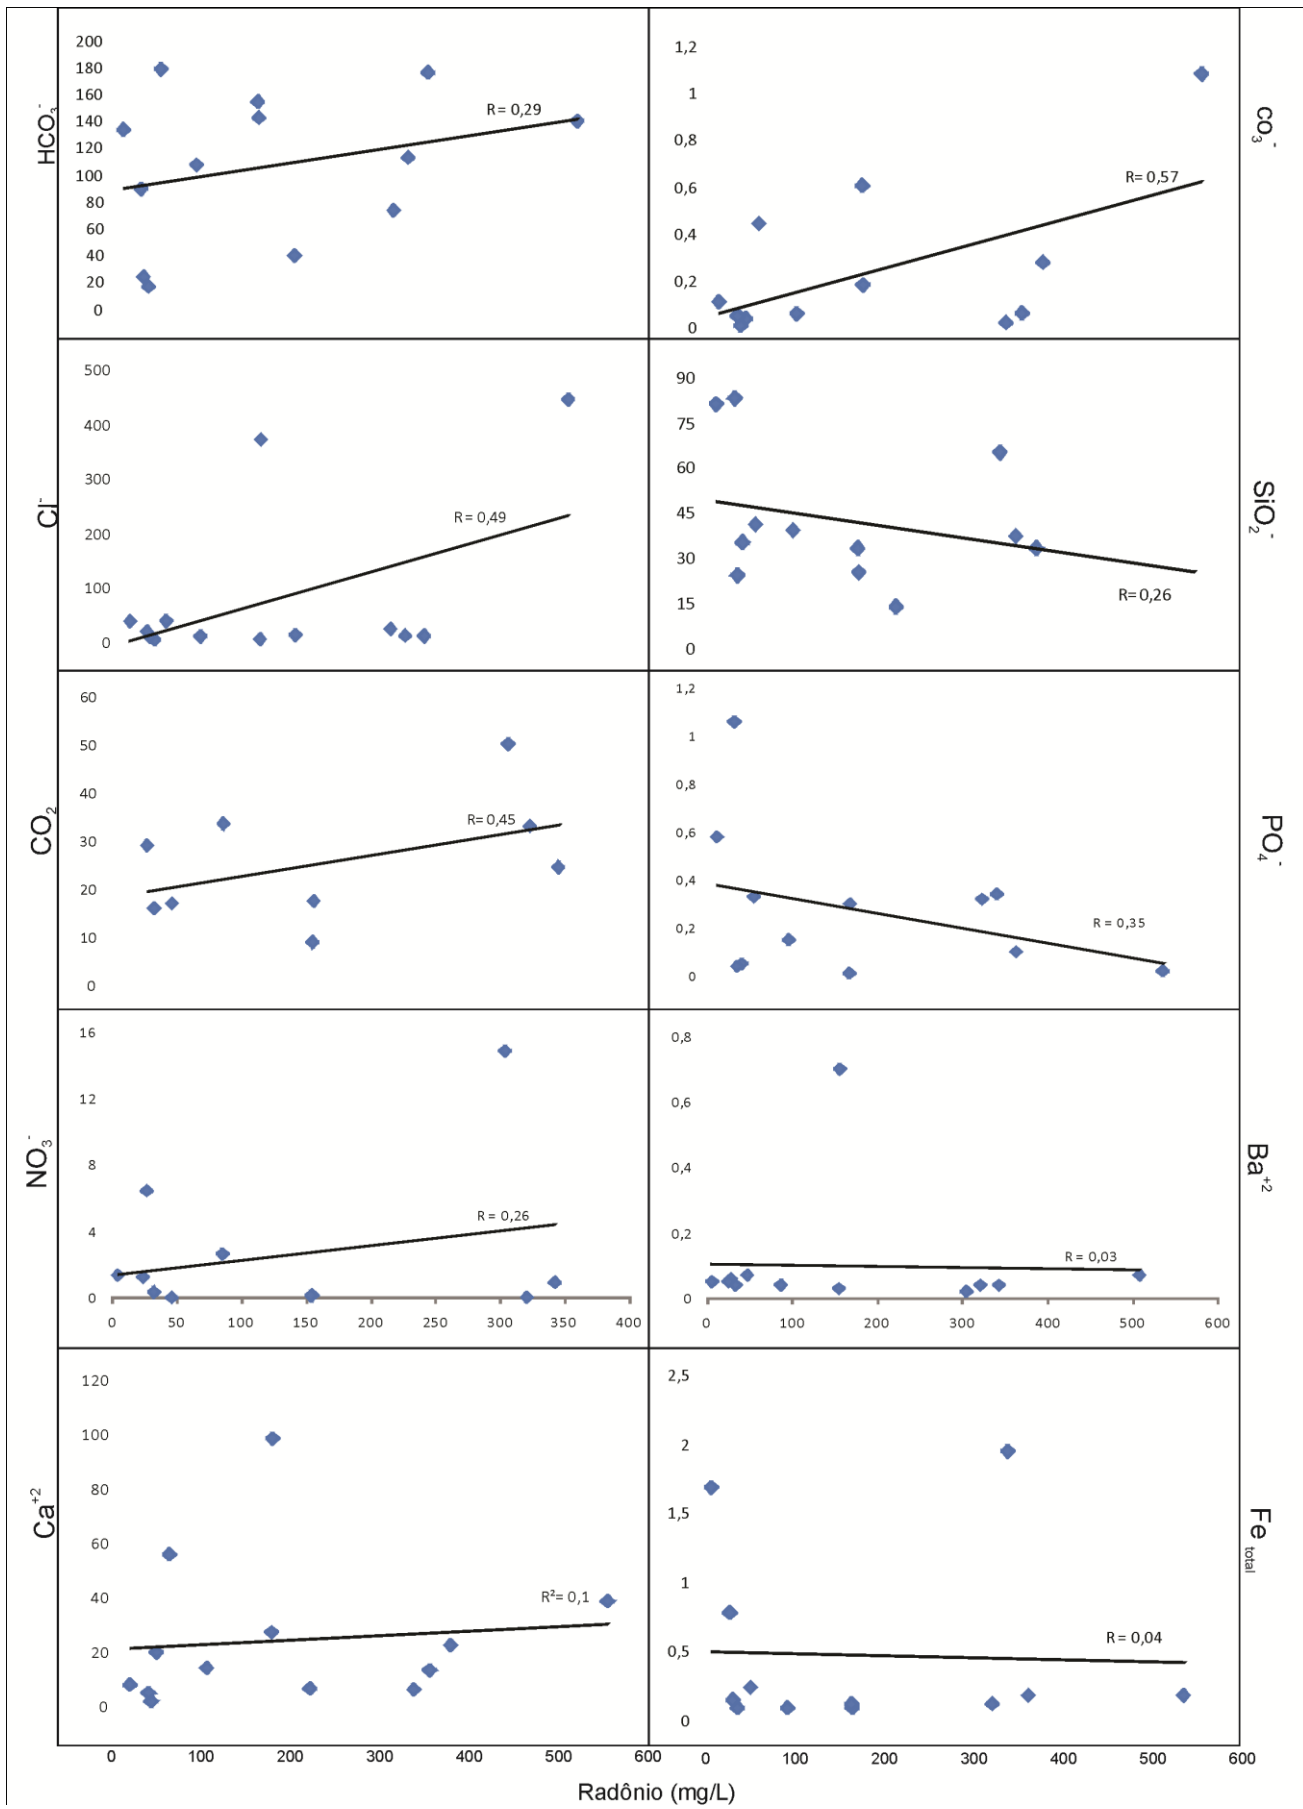 HCO3-
200
180
160
140
120
100
80
60
40
20
0
R = 0,29
co3-
1,2
1
0,8
0,6
0,4
0,2
0
R= 0,57
Cl-
500
400
300
200
100
0
R = 0,49
SiO2-
90
75
60
45
30
15
0
R= 0,26
CO2
60
50
40
30
20
10
0
R= 0,45
PO4-
1,2
1
0,8
0,6
0,4
0,2
0
R = 0,35
NO3-
16
12
8
4
0
R = 0,26
0 50 100 150 200 250 300 350 400
Ba+2
0,8
0,6
0,4
0,2
0
R = 0,03
0 100 200 300 400 500 600
Ca+2
120
100
80
60
40
20
0
R²= 0,1
0 100 200 300 400 500 600
Fe total
2,5
2
1,5
1
0,5
0
R = 0,04
0 100 200 300 400 500 600
Radônio (mg/L)